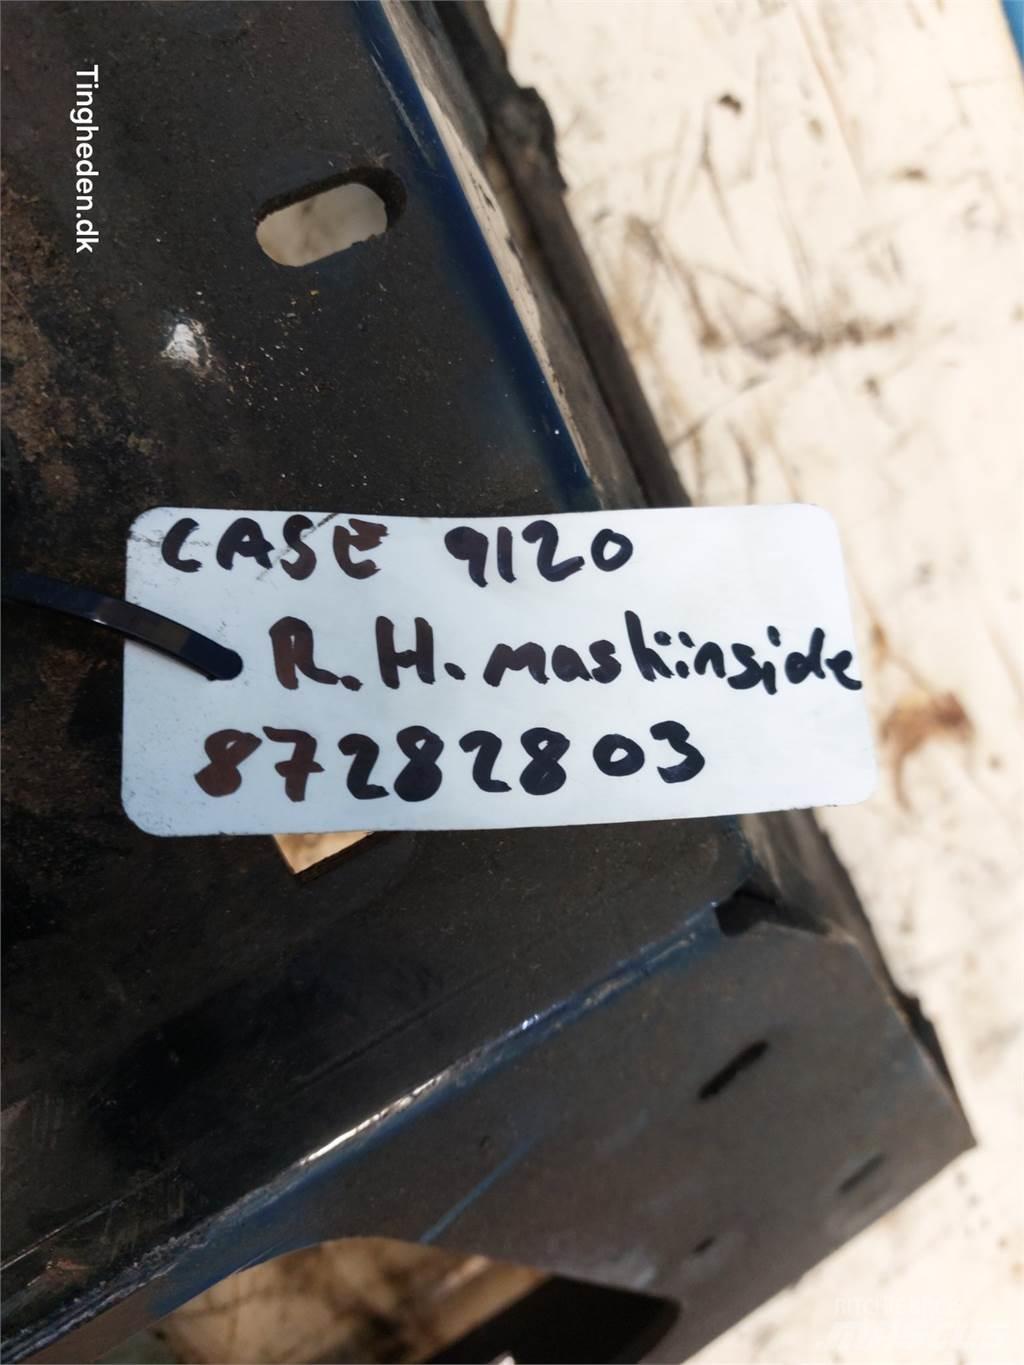 Tingheden.dk
CASE 9120
R.H. maskinside
87282803